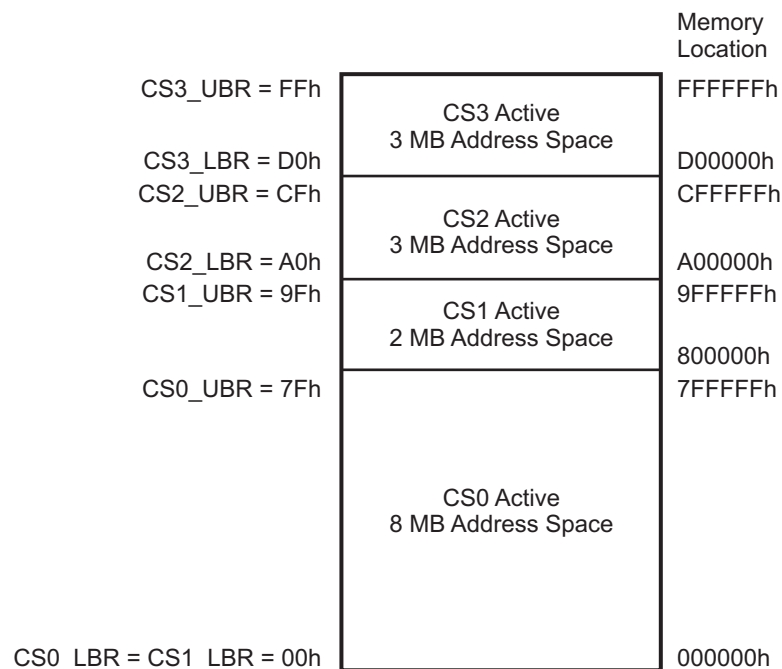 Memory
Location
CS3_UBR = FFh
FFFFFFh
CS3 Active
3 MB Address Space
CS3_LBR = D0h
D00000h
CS2_UBR = CFh
CFFFFFh
CS2 Active
3 MB Address Space
CS2_LBR = A0h
A00000h
CS1_UBR = 9Fh
9FFFFFh
CS1 Active
2 MB Address Space
800000h
CS0_UBR = 7Fh
7FFFFFh
CS0 Active
8 MB Address Space
CS0_LBR = CS1_LBR = 00h
000000h